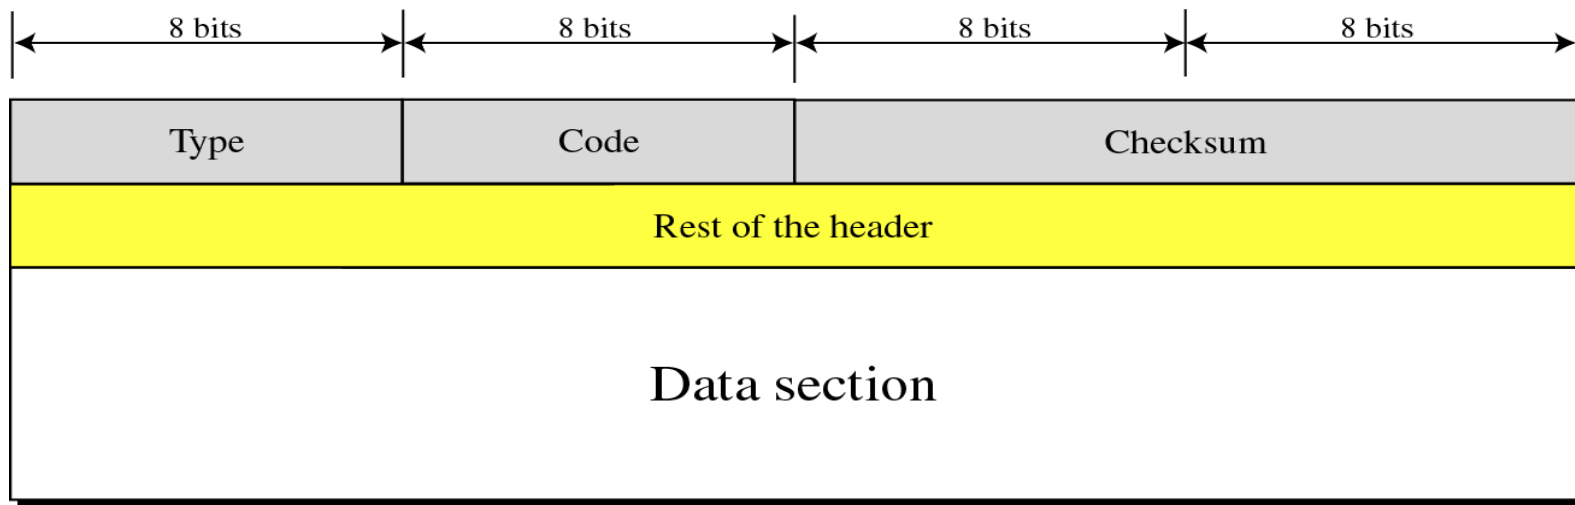 8 bits 8 bits 8 bits 8 bits
Type Code Checksum
Rest of the header
Data section